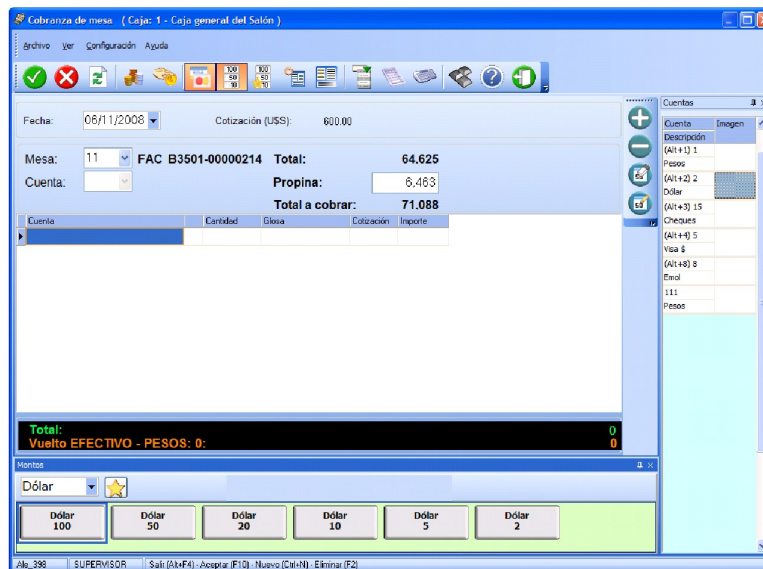 Cobranza de mesa ( Caja: 1 - Caja general del Salón )
Archivo Ver Configuración Ayuda
Fecha: 06/11/2008 Cotización (U$S): 600.00
Mesa: 11 FAC B3501-00000214 Total: 64.625
Cuenta: Propina: 6.463
Total a cobrar: 71.088
Cuenta Cantidad Glosa Cotización Importe
Total: 0
Vuelto EFECTIVO - PESOS: 0: 0
Cuentas
Cuenta Imagen
Descripción
(Alt+1) 1
Pesos
(Alt+2) 2
Dólar
(Alt+3) 15
Cheques
(Alt+4) 5
Visa $
(Alt+8) 8
Emol
111
Pesos
Montos
Dólar
Dólar
100
Dólar
50
Dólar
20
Dólar
10
Dólar
5
Dólar
2
Ale_398 SUPERVISOR Salir (Alt+F4) - Aceptar (F10) - Nuevo (Ctrl+N) - Eliminar (F2)